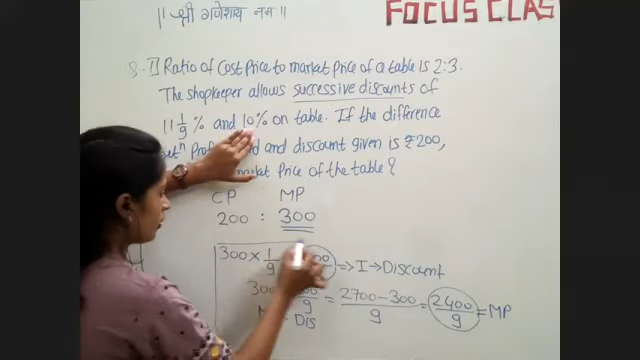 || श्री गणेशाय नमः ||
FOCUS CLAS
Q. 1] Ratio of Cost Price to market Price of a table is 2:3.
The shopkeeper allows successive discounts of
11 1/9 % and 10% on table. If the difference
and discount given is ₹200,
market Price of the table?
CP MP
200 : 300
300 × 1/9 => I → Discount
300 /9 = 2700 - 300 / 9 = 2400 / 9 = MP
Dis